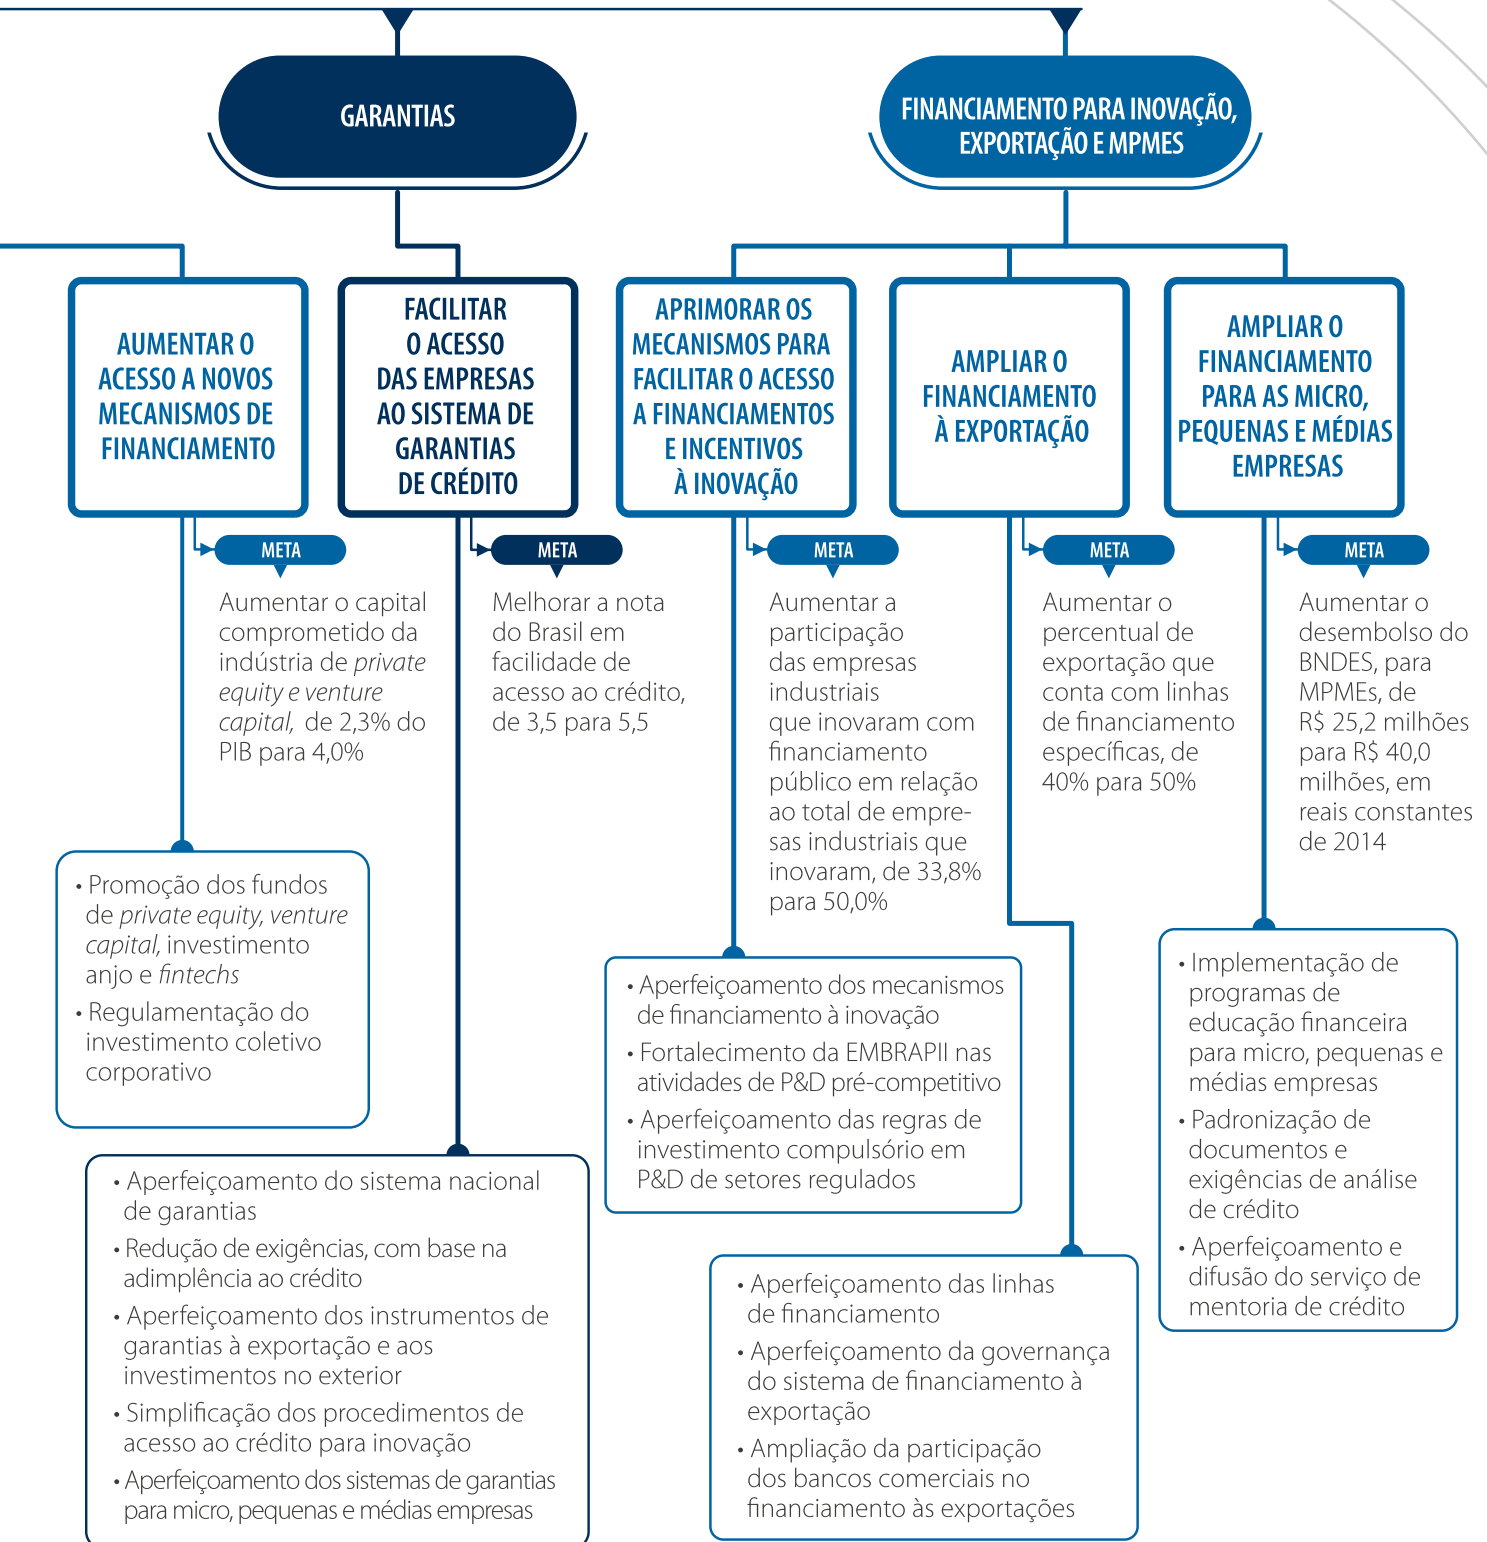 GARANTIAS
FINANCIAMENTO PARA INOVAÇÃO,
EXPORTAÇÃO E MPMES
AUMENTAR O
ACESSO A NOVOS
MECANISMOS DE
FINANCIAMENTO
META
Aumentar o capital
comprometido da
indústria de private
equity e venture
capital, de 2,3% do
PIB para 4,0%
• Promoção dos fundos
de private equity, venture
capital, investimento
anjo e fintechs
• Regulamentação do
investimento coletivo
corporativo
FACILITAR
O ACESSO
DAS EMPRESAS
AO SISTEMA DE
GARANTIAS
DE CRÉDITO
META
Melhorar a nota
do Brasil em
facilidade de
acesso ao crédito,
de 3,5 para 5,5
• Aperfeiçoamento do sistema nacional
de garantias
• Redução de exigências, com base na
adimplência ao crédito
• Aperfeiçoamento dos instrumentos de
garantias à exportação e aos
investimentos no exterior
• Simplificação dos procedimentos de
acesso ao crédito para inovação
• Aperfeiçoamento dos sistemas de garantias
para micro, pequenas e médias empresas
APRIMORAR OS
MECANISMOS PARA
FACILITAR O ACESSO
A FINANCIAMENTOS
E INCENTIVOS
À INOVAÇÃO
META
Aumentar a
participação
das empresas
industriais
que inovaram com
financiamento
público em relação
ao total de empre-
sas industriais que
inovaram, de 33,8%
para 50,0%
• Aperfeiçoamento dos mecanismos
de financiamento à inovação
• Fortalecimento da EMBRAPII nas
atividades de P&D pré-competitivo
• Aperfeiçoamento das regras de
investimento compulsório em
P&D de setores regulados
AMPLIAR O
FINANCIAMENTO
À EXPORTAÇÃO
META
Aumentar o
percentual de
exportação que
conta com linhas
de financiamento
específicas, de
40% para 50%
• Aperfeiçoamento das linhas
de financiamento
• Aperfeiçoamento da governança
do sistema de financiamento à
exportação
• Ampliação da participação
dos bancos comerciais no
financiamento às exportações
AMPLIAR O
FINANCIAMENTO
PARA AS MICRO,
PEQUENAS E MÉDIAS
EMPRESAS
META
Aumentar o
desembolso do
BNDES, para
MPMEs, de
R$ 25,2 milhões
para R$ 40,0
milhões, em
reais constantes
de 2014
• Implementação de
programas de
educação financeira
para micro, pequenas e
médias empresas
• Padronização de
documentos e
exigências de análise
de crédito
• Aperfeiçoamento e
difusão do serviço de
mentoria de crédito